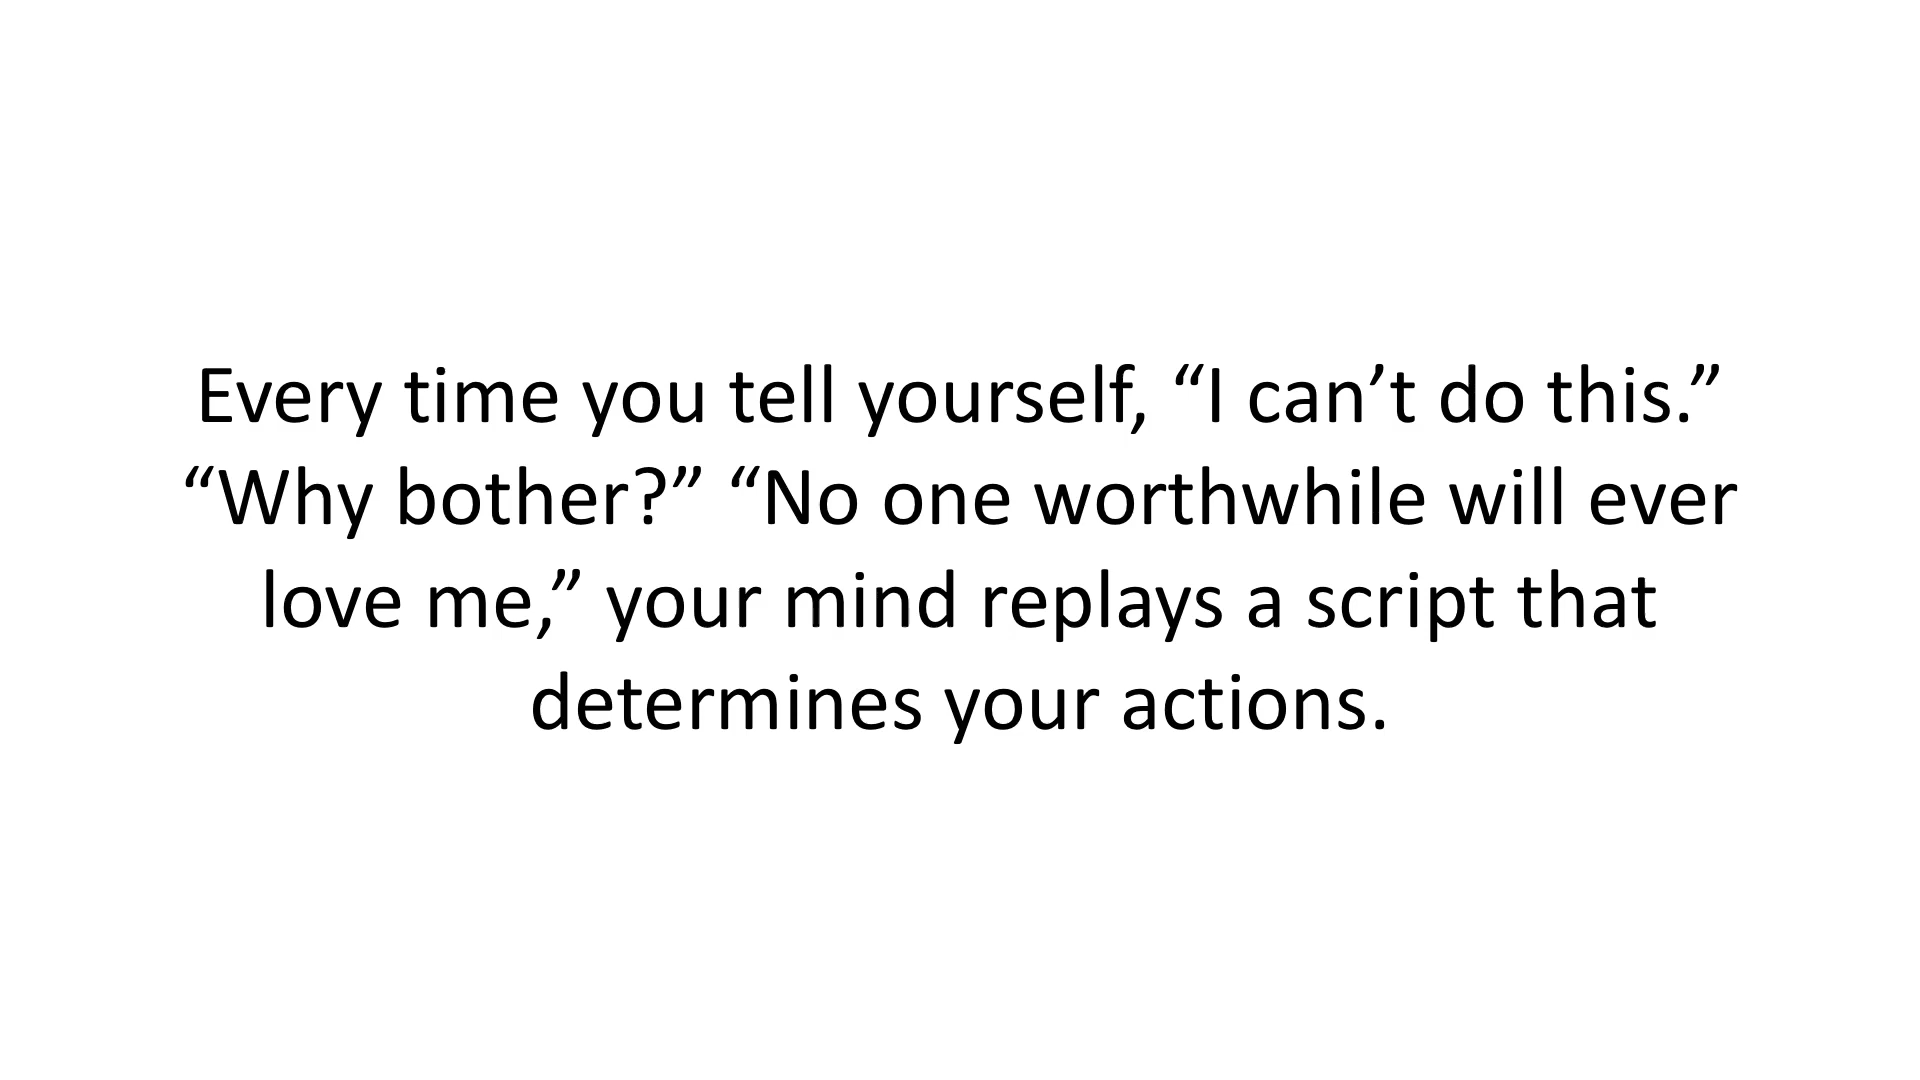 Every time you tell yourself, “I can’t do this.”
“Why bother?” “No one worthwhile will ever
love me,” your mind replays a script that
determines your actions.